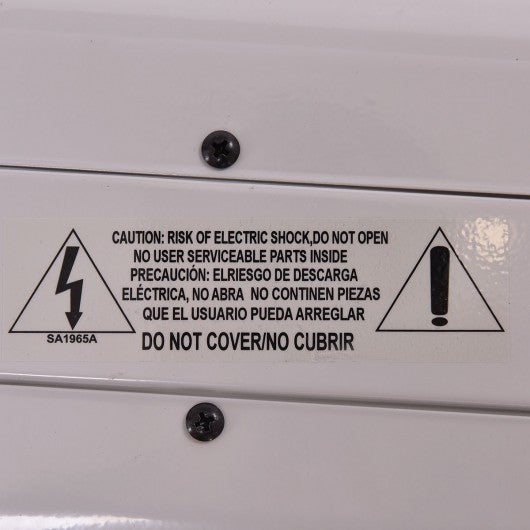 CAUTION: RISK OF ELECTRIC SHOCK,DO NOT OPEN
NO USER SERVICEABLE PARTS INSIDE
PRECAUCIÓN: ELRIESGO DE DESCARGA
ELÉCTRICA, NO ABRA NO CONTINEN PIEZAS
QUE EL USUARIO PUEDA ARREGLAR
DO NOT COVER/NO CUBRIR
SA1965A